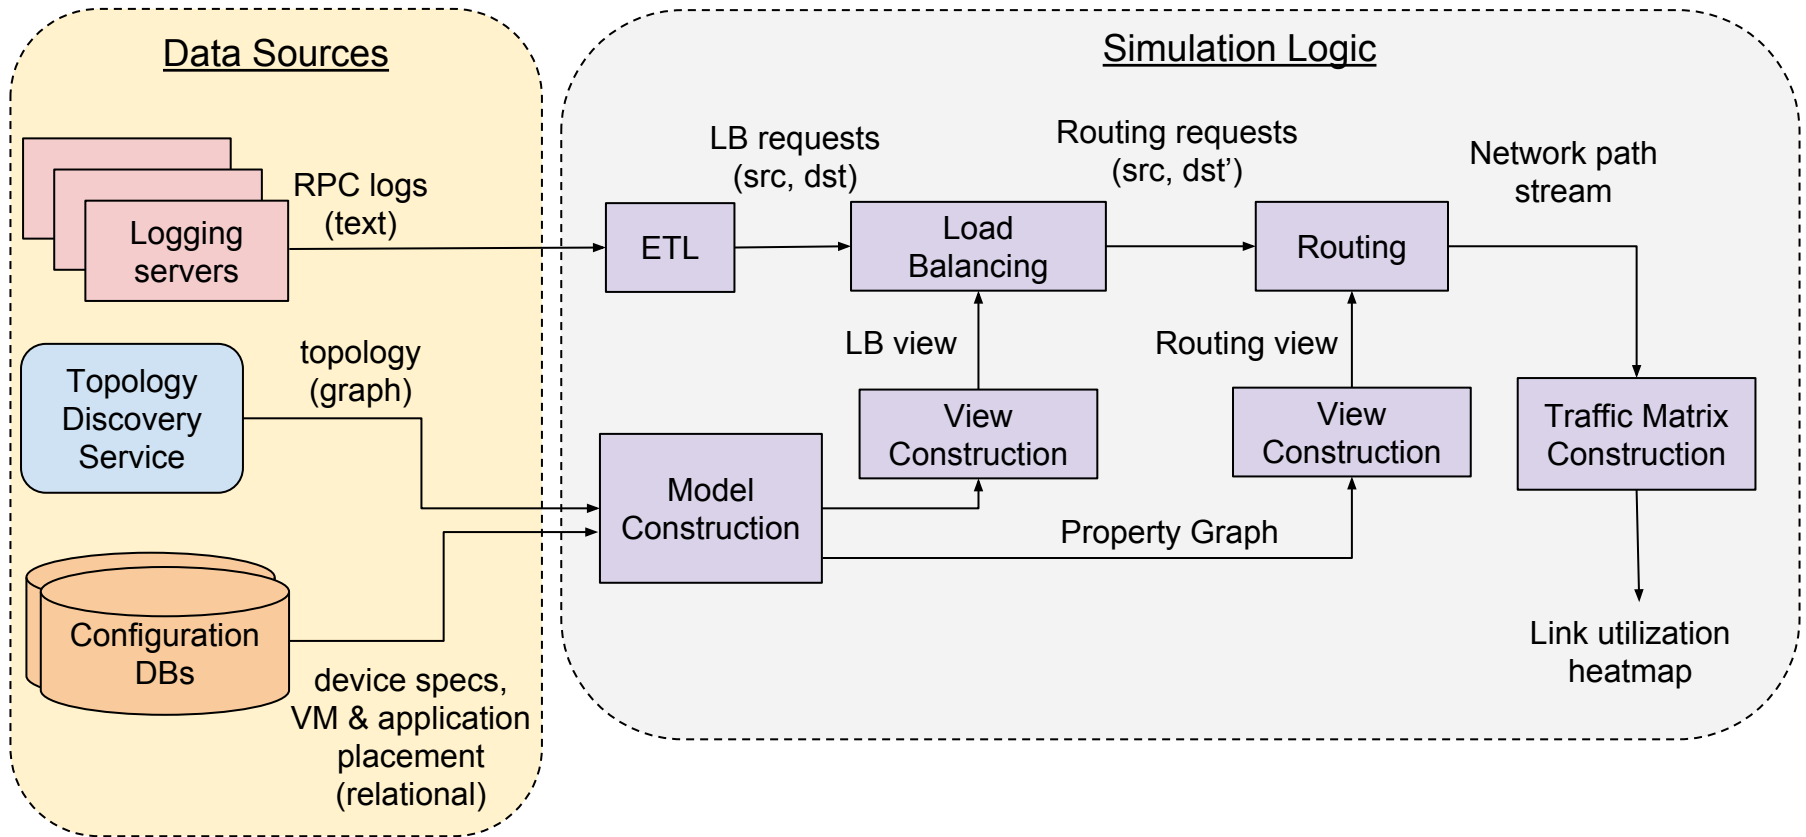 Data Sources
Simulation Logic
Logging
servers
RPC logs
(text)
Topology
Discovery
Service
topology
(graph)
Configuration
DBs
device specs,
VM & application
placement
(relational)
ETL
LB requests
(src, dst)
Load
Balancing
Routing requests
(src, dst’)
Routing
Network path
stream
LB view
Routing view
View
Construction
View
Construction
Traffic Matrix
Construction
Model
Construction
Property Graph
Link utilization
heatmap